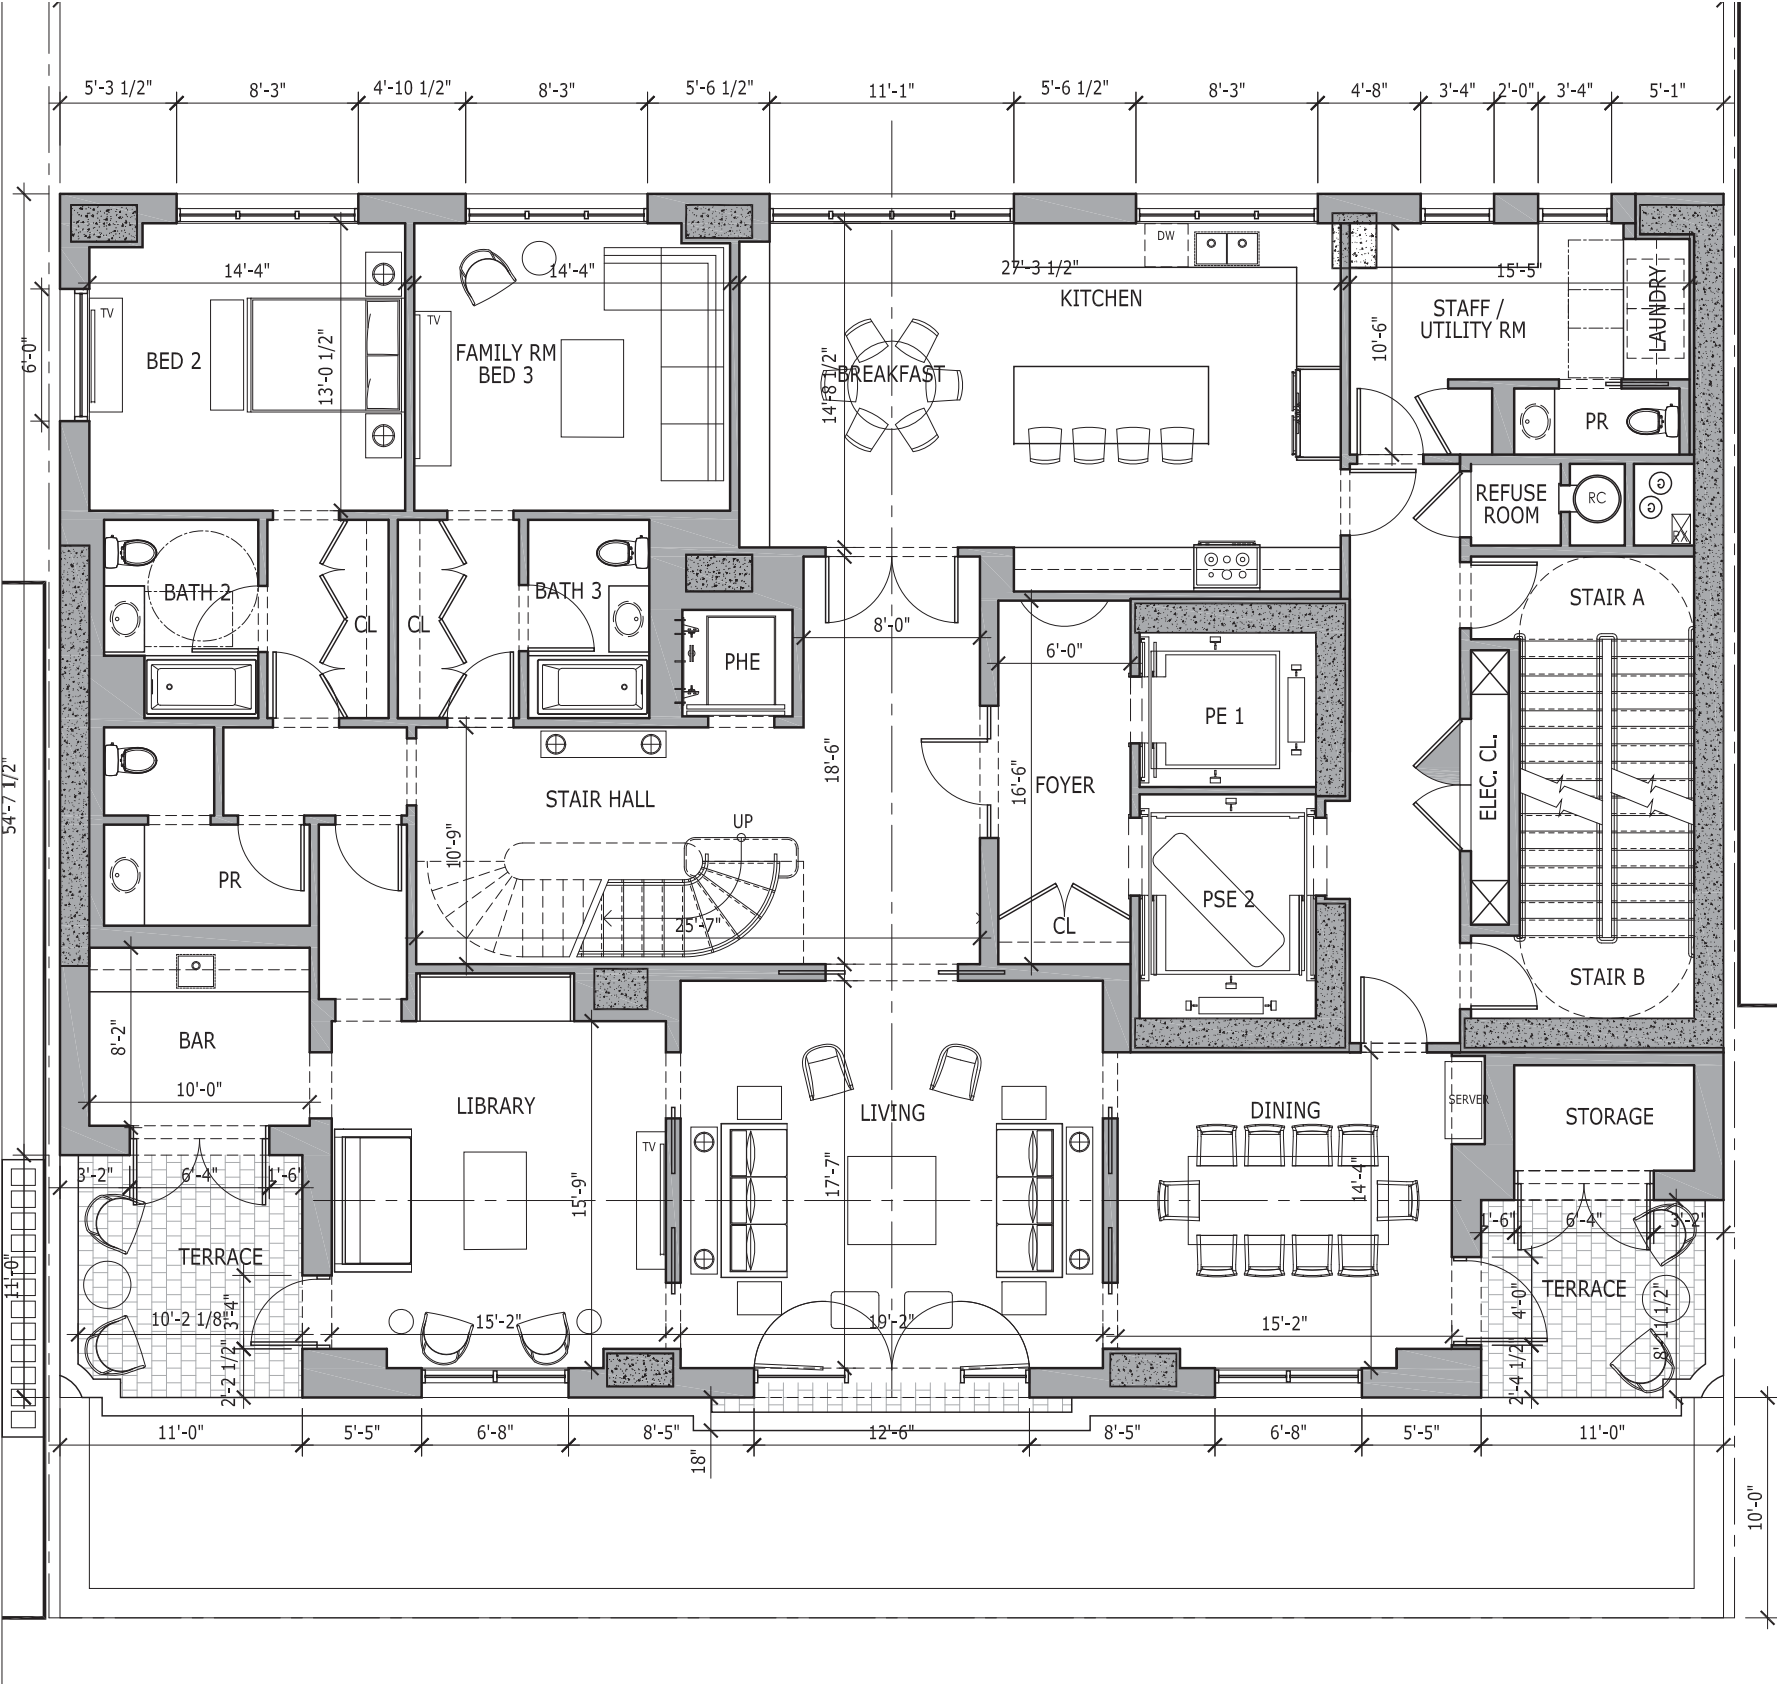 5'-3 1/2"
8'-3"
4'-10 1/2"
8'-3"
5'-6 1/2"
11'-1"
5'-6 1/2"
8'-3"
4'-8"
3'-4"
2'-0"
3'-4"
5'-1"
DW
14'-4"
14'-4"
27'-3 1/2"
15'-5"
KITCHEN
STAFF /
UTILITY RM
LAUNDRY
TV
TV
6'-0"
BED 2
13'-0 1/2"
FAMILY RM
BED 3
14'-8 1/2"
BREAKFAST
10'-6"
PR
REFUSE
ROOM
RC
RX
BATH 2
CL
CL
BATH 3
8'-0"
STAIR A
PHE
6'-0"
PE 1
54'-7 1/2"
STAIR HALL
18'-6"
16'-6"
FOYER
ELEC. CL.
UP
10'-9"
PR
25'-7"
CL
PSE 2
STAIR B
BAR
8'-2"
10'-0"
LIBRARY
LIVING
DINING
SERVER
STORAGE
TV
3'-2"
6'-4"
1'-6"
15'-9"
17'-7"
14'-4"
1'-6"
6'-4"
3'-2"
TERRACE
TERRACE
11'-0"
10'-2 1/8"
3'-4"
2'-2 1/2"
15'-2"
19'-2"
15'-2"
4'-0"
2'-4 1/2"
8'-11 1/2"
11'-0"
5'-5"
6'-8"
8'-5"
12'-6"
8'-5"
6'-8"
5'-5"
11'-0"
18"
10'-0"